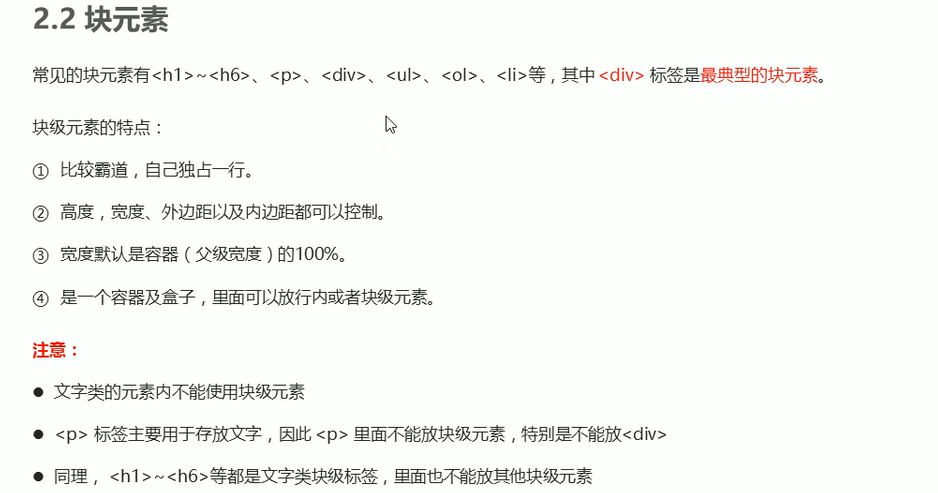 2.2 块元素
常见的块元素有<h1>~<h6>、<p>、<div>、<ul>、<ol>、<li>等，其中 <div> 标签是最典型的块元素。
块级元素的特点：
① 比较霸道，自己独占一行。
② 高度，宽度、外边距以及内边距都可以控制。
③ 宽度默认是容器（父级宽度）的100%。
④ 是一个容器及盒子，里面可以放行内或者块级元素。
注意：
● 文字类的元素内不能使用块级元素
● <p> 标签主要用于存放文字，因此 <p> 里面不能放块级元素，特别是不能放<div>
● 同理， <h1>~<h6>等都是文字类块级标签，里面也不能放其他块级元素